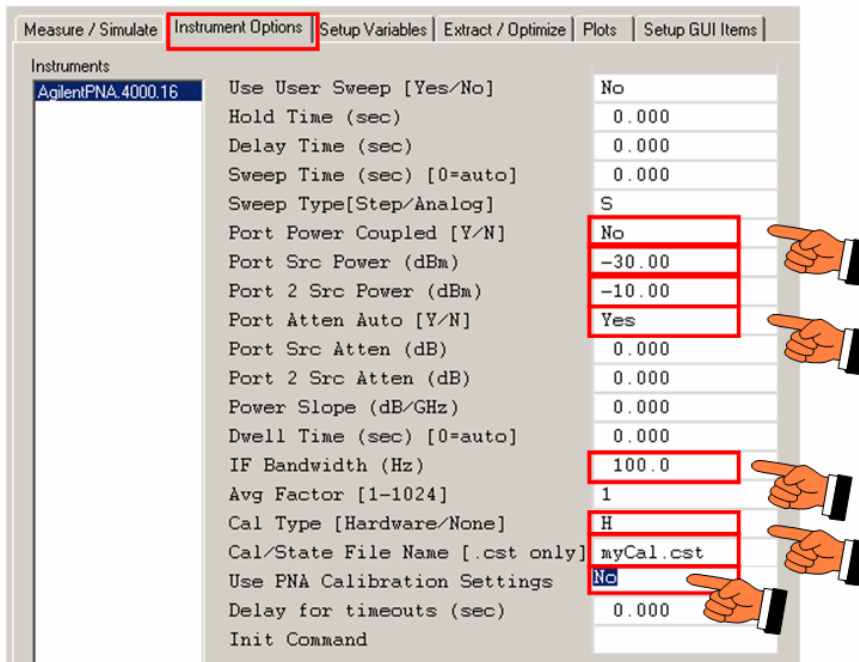 Measure / Simulate Instrument Options Setup Variables Extract / Optimize Plots Setup GUI Items
Instruments
AgilentPNA.4000.16
Use User Sweep [Yes/No] No
Hold Time (sec) 0.000
Delay Time (sec) 0.000
Sweep Time (sec) [0=auto] 0.000
Sweep Type[Step/Analog] S
Port Power Coupled [Y/N] No
Port Src Power (dBm) -30.00
Port 2 Src Power (dBm) -10.00
Port Atten Auto [Y/N] Yes
Port Src Atten (dB) 0.000
Port 2 Src Atten (dB) 0.000
Power Slope (dB/GHz) 0.000
Dwell Time (sec) [0=auto] 0.000
IF Bandwidth (Hz) 100.0
Avg Factor [1-1024] 1
Cal Type [Hardware/None] H
Cal/State File Name [.cst only] myCal.cst
Use PNA Calibration Settings No
Delay for timeouts (sec) 0.000
Init Command